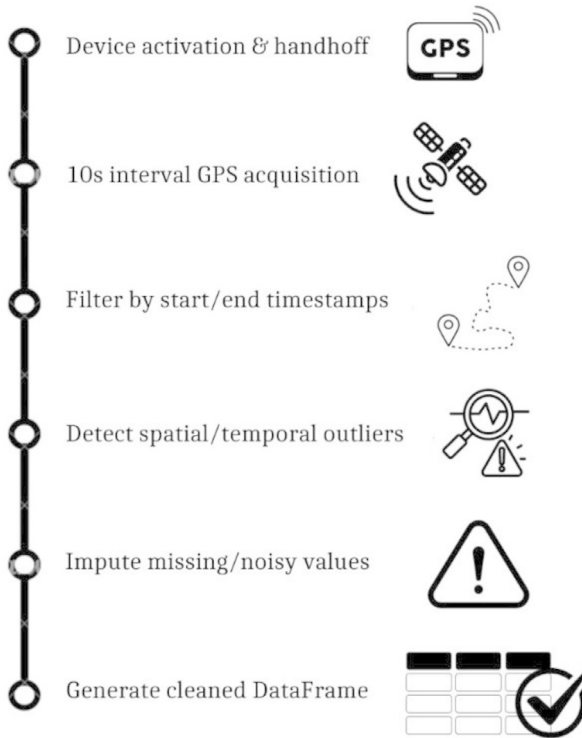 Device activation & handhoff
GPS
10s interval GPS acquisition
Filter by start/end timestamps
Detect spatial/temporal outliers
Impute missing/noisy values
Generate cleaned DataFrame